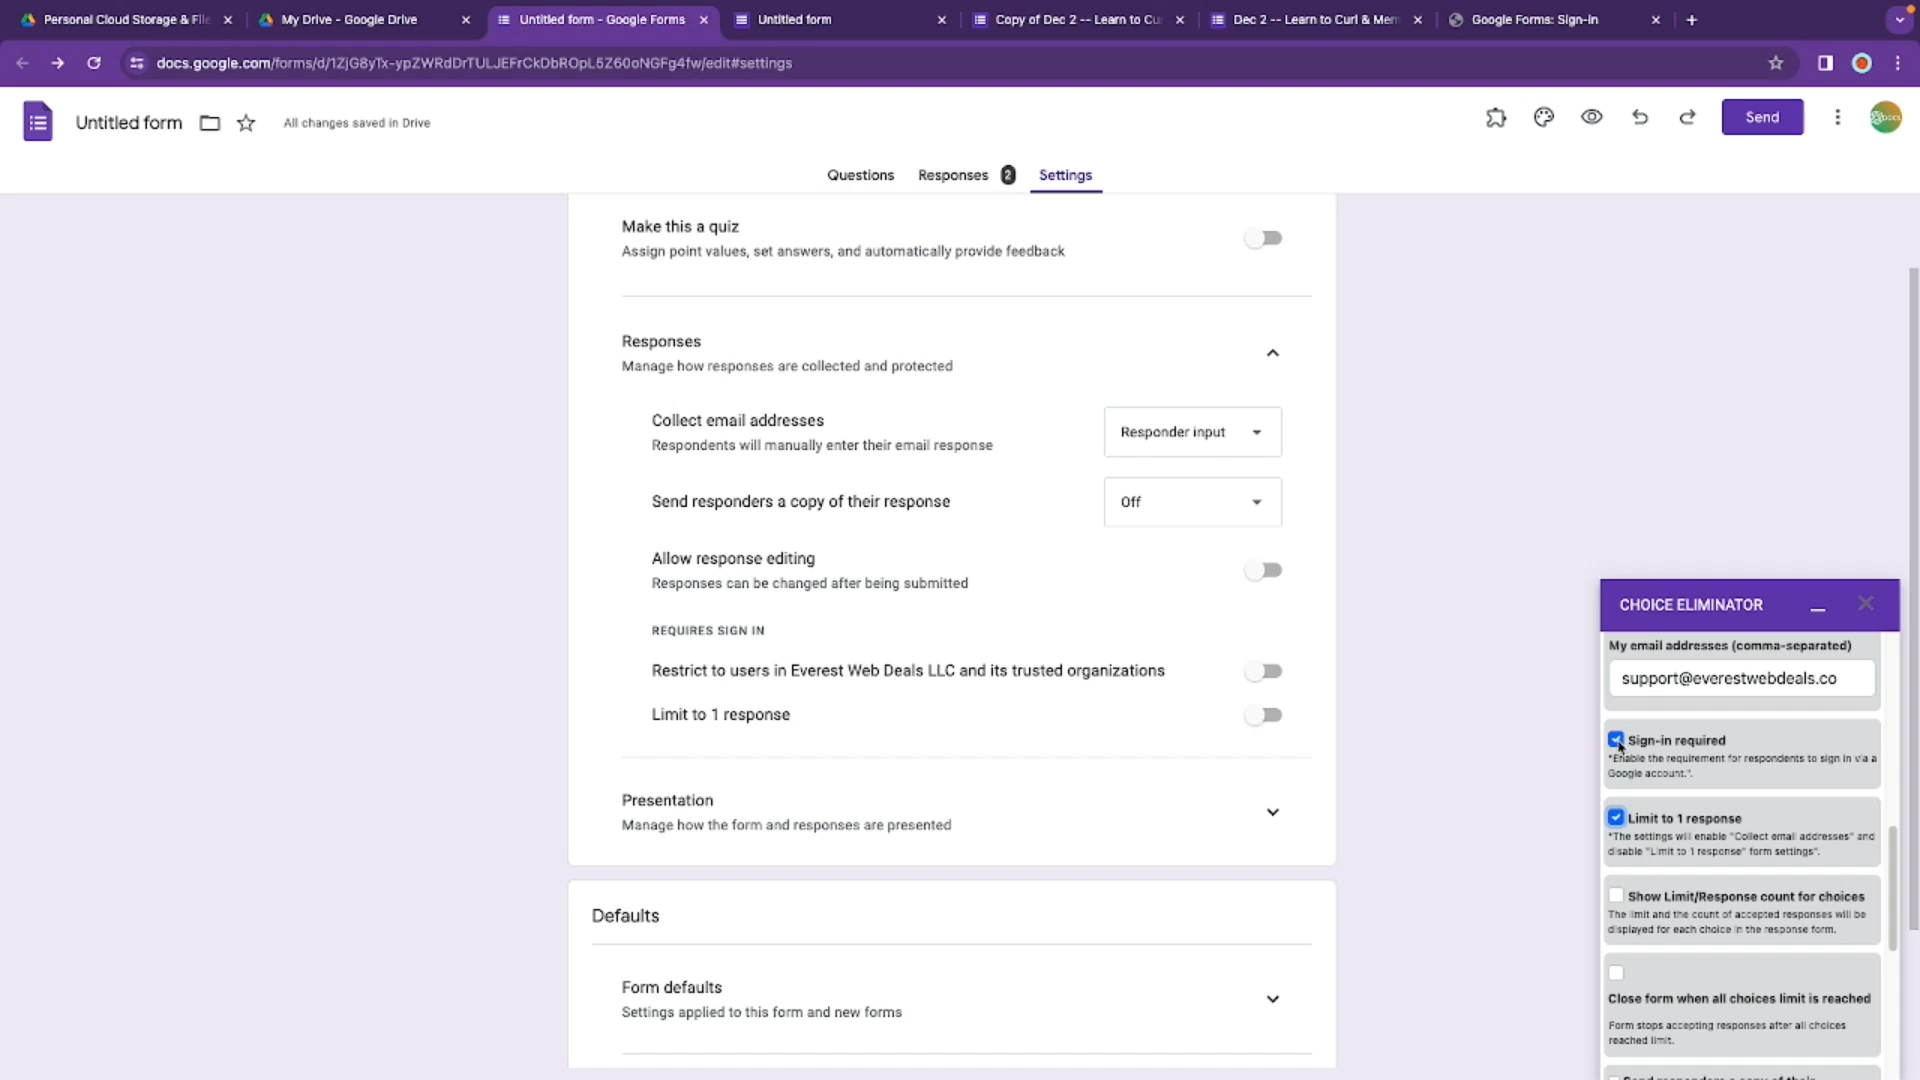 Personal Cloud Storage & File
My Drive - Google Drive
Untitled form - Google Forms
Untitled form
Copy of Dec 2 -- Learn to Cu
Dec 2 -- Learn to Curl & Mem
Google Forms: Sign-in
docs.google.com/forms/d/1ZjG8yTx-ypZWRdDrTULJEFrCkDbROpL5Z60oNGFg4fw/edit#settings
Untitled form
All changes saved in Drive
Send
Questions
Responses 2
Settings
Make this a quiz
Assign point values, set answers, and automatically provide feedback
Responses
Manage how responses are collected and protected
Collect email addresses
Respondents will manually enter their email response
Responder input
Send responders a copy of their response
Off
Allow response editing
Responses can be changed after being submitted
REQUIRES SIGN IN
Restrict to users in Everest Web Deals LLC and its trusted organizations
Limit to 1 response
Presentation
Manage how the form and responses are presented
Defaults
Form defaults
Settings applied to this form and new forms
CHOICE ELIMINATOR
My email addresses (comma-separated)
support@everestwebdeals.co
Sign-in required
*Enable the requirement for respondents to sign in via a
Google account.".
Limit to 1 response
*The settings will enable "Collect email addresses" and
disable "Limit to 1 response" form settings".
Show Limit/Response count for choices
The limit and the count of accepted responses will be
displayed for each choice in the response form.
Close form when all choices limit is reached
Form stops accepting responses after all choices
reached limit.
Send responders a copy of their